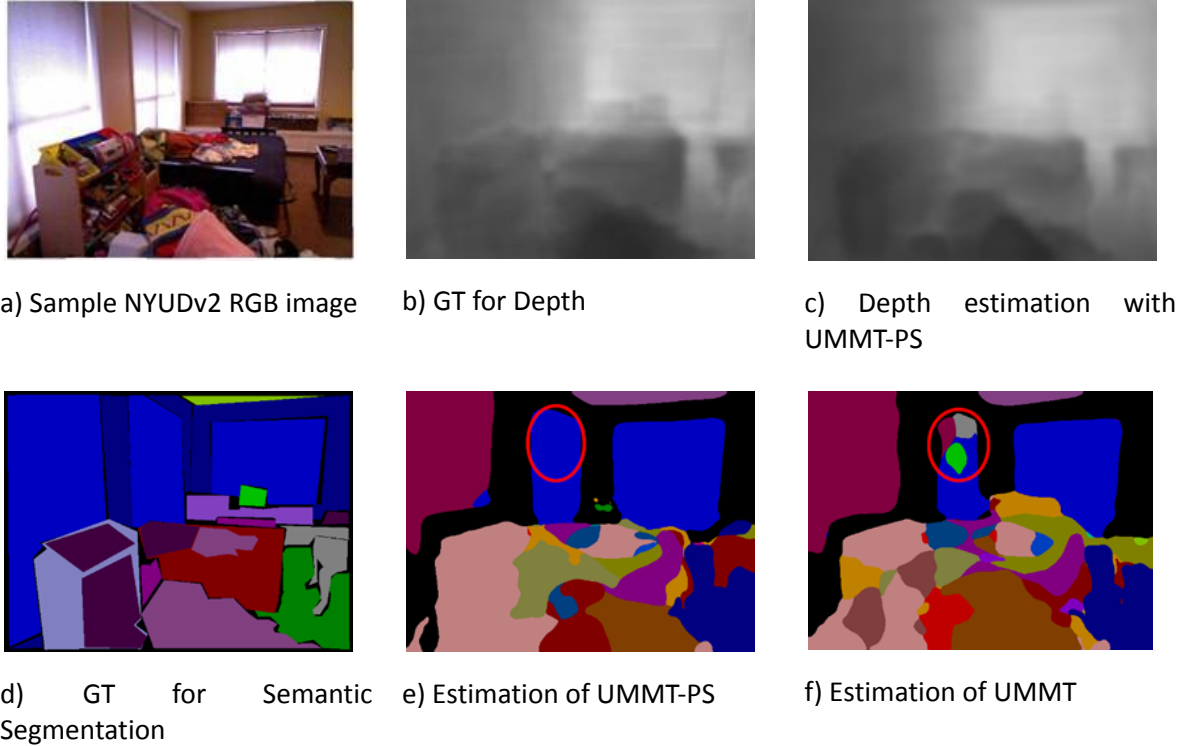 a) Sample NYUDv2 RGB image
b) GT for Depth
c) Depth estimation with
UMMT-PS
d) GT for Semantic
Segmentation
e) Estimation of UMMT-PS
f) Estimation of UMMT